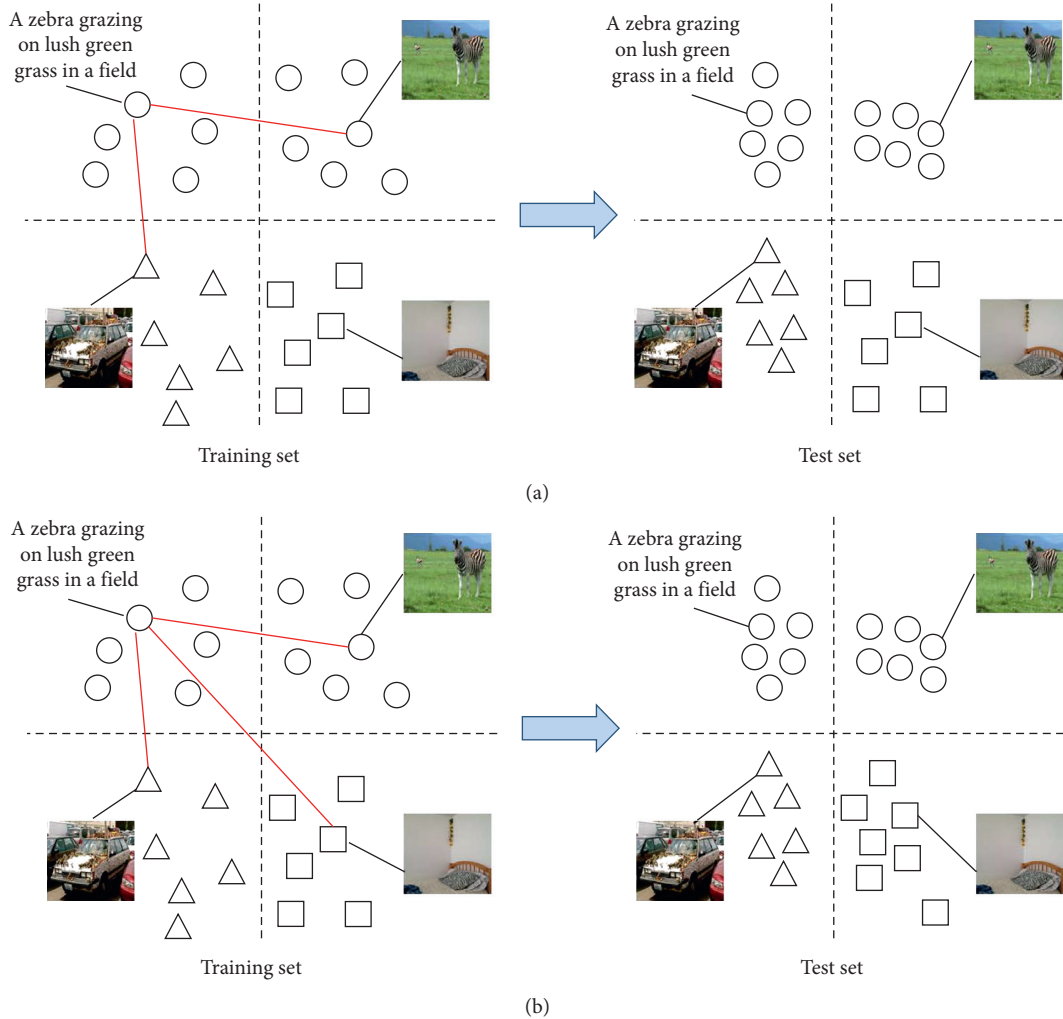 A zebra grazing
on lush green
grass in a field
A zebra grazing
on lush green
grass in a field
Training set
Test set
(a)
A zebra grazing
on lush green
grass in a field
A zebra grazing
on lush green
grass in a field
Training set
Test set
(b)